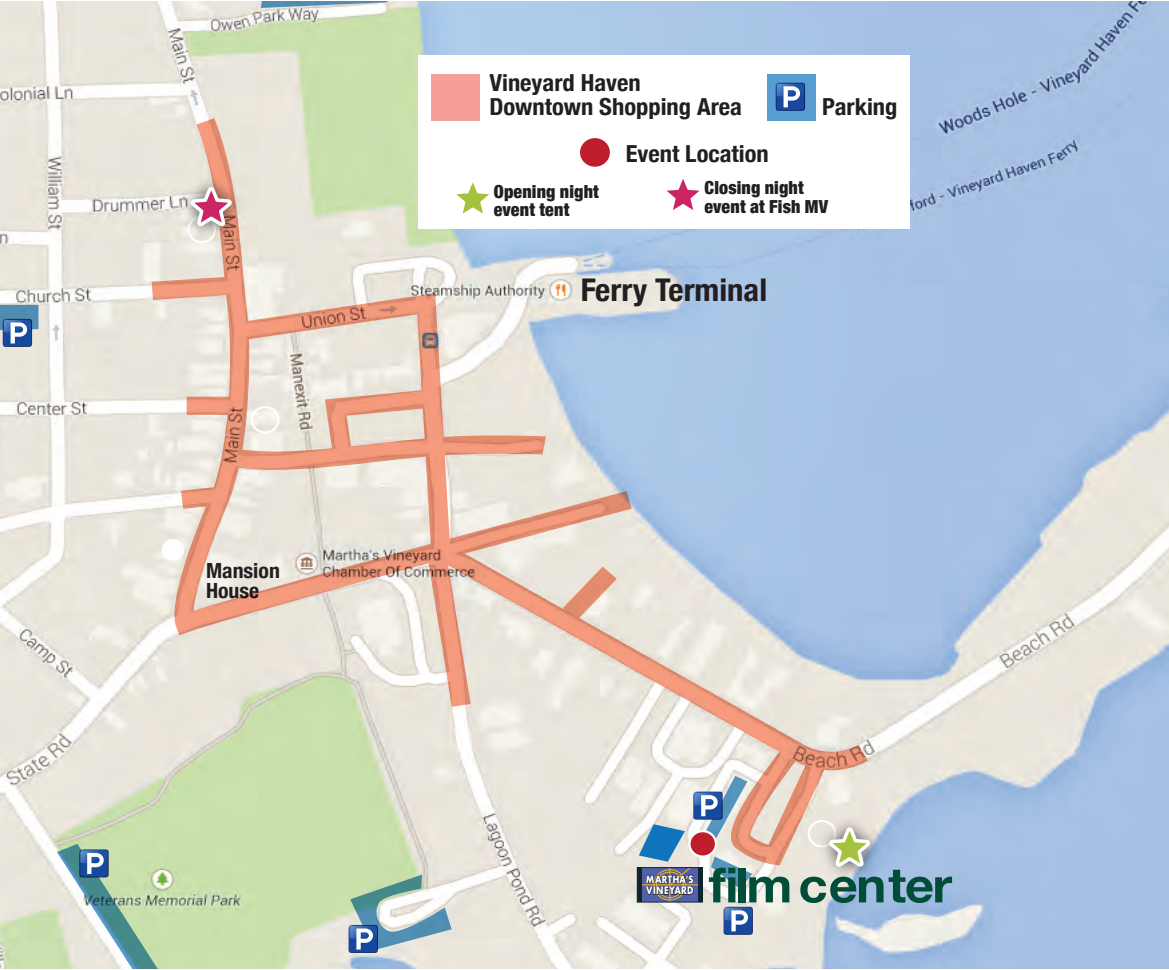 Owen Park Way
Main St
olonial Ln
Vineyard Haven
Downtown Shopping Area
P
Parking
Event Location
Opening night
event tent
Closing night
event at Fish MV
Woods Hole - Vineyard Haven Fe
ford - Vineyard Haven Ferry
William St
Drummer Ln
Main St
n
Church St
P
Steamship Authority
Ferry Terminal
Union St
Manexit Rd
Center St
Main St
Martha's Vineyard
Chamber Of Commerce
Mansion
House
Camp St
State Rd
Beach Rd
Beach Rd
Lagoon Pond Rd
P
P
Veterans Memorial Park
P
MARTHA'S
VINEYARD
film center
P